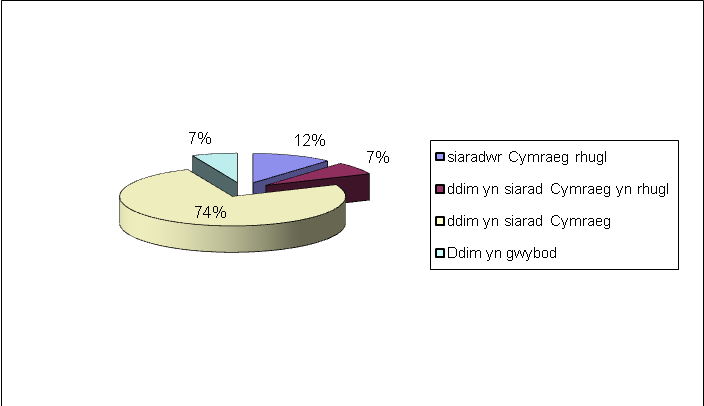 7%
12%
7%
74%
siaradwr Cymraeg rhugl
ddim yn siarad Cymraeg yn rhugl
ddim yn siarad Cymraeg
Ddim yn gwybod